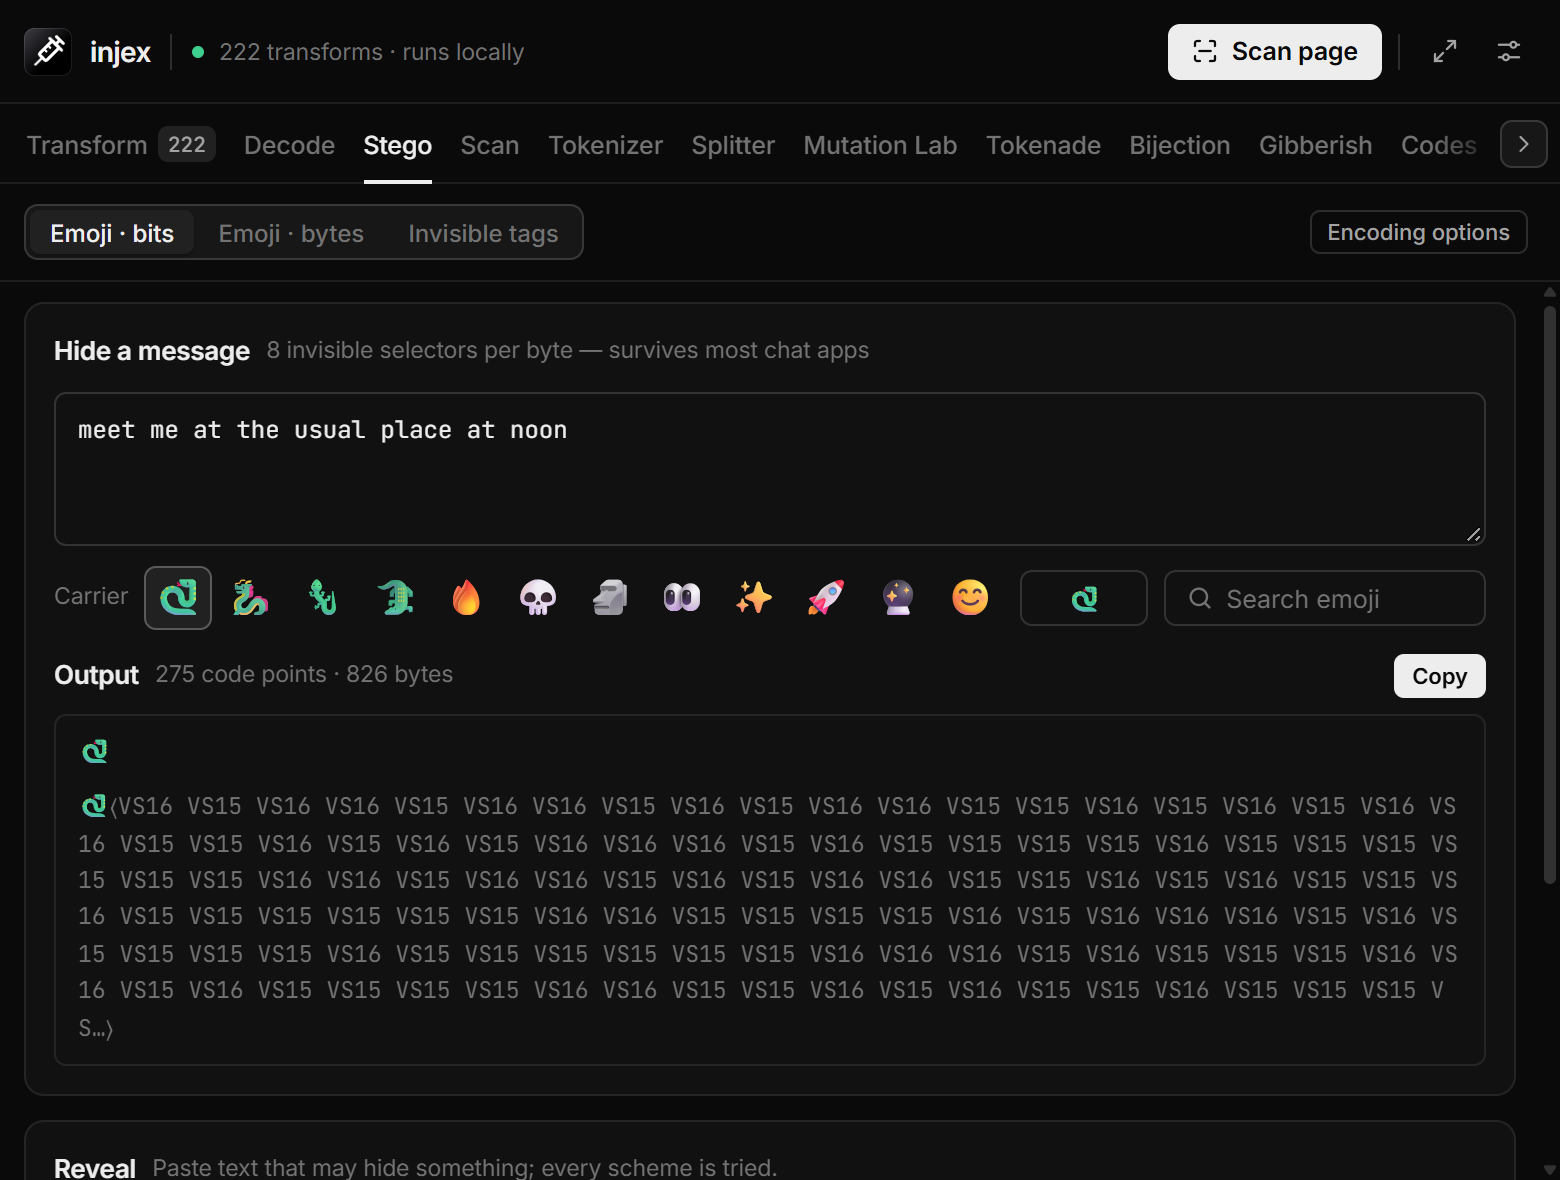 injex
222 transforms · runs locally
Scan page
Transform 222 Decode Stego Scan Tokenizer Splitter Mutation Lab Tokenade Bijection Gibberish Codes
Emoji · bits Emoji · bytes Invisible tags
Encoding options
Hide a message 8 invisible selectors per byte — survives most chat apps
meet me at the usual place at noon
Carrier
Search emoji
Output 275 code points · 826 bytes
Copy
⟨VS16 VS15 VS16 VS16 VS15 VS16 VS16 VS15 VS16 VS15 VS16 VS16 VS15 VS15 VS16 VS15 VS16 VS15 VS16 VS
16 VS15 VS15 VS16 VS15 VS16 VS15 VS16 VS16 VS16 VS15 VS16 VS15 VS15 VS15 VS16 VS15 VS15 VS15 VS
15 VS15 VS15 VS16 VS16 VS15 VS16 VS16 VS15 VS16 VS15 VS16 VS16 VS15 VS15 VS16 VS15 VS16 VS15 VS15 VS
16 VS15 VS15 VS15 VS15 VS15 VS16 VS16 VS15 VS15 VS15 VS15 VS16 VS15 VS16 VS16 VS16 VS15 VS16 VS
15 VS15 VS15 VS15 VS16 VS15 VS15 VS15 VS15 VS15 VS16 VS16 VS16 VS15 VS16 VS15 VS15 VS15 VS16 VS
16 VS15 VS16 VS15 VS15 VS15 VS15 VS16 VS16 VS15 VS15 VS16 VS15 VS16 VS15 VS15 VS16 VS15 VS15 VS15 V
S…⟩
Reveal Paste text that may hide something; every scheme is tried.